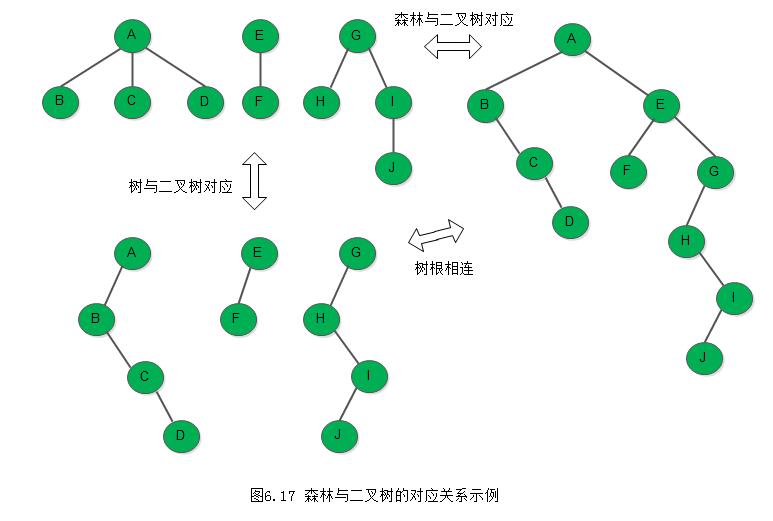 森林与二叉树对应
A E G A
B C D F H I B E
J C F G
树与二叉树对应
D
A E G H
树根相连
B F H I
C I J
D J
图6.17 森林与二叉树的对应关系示例